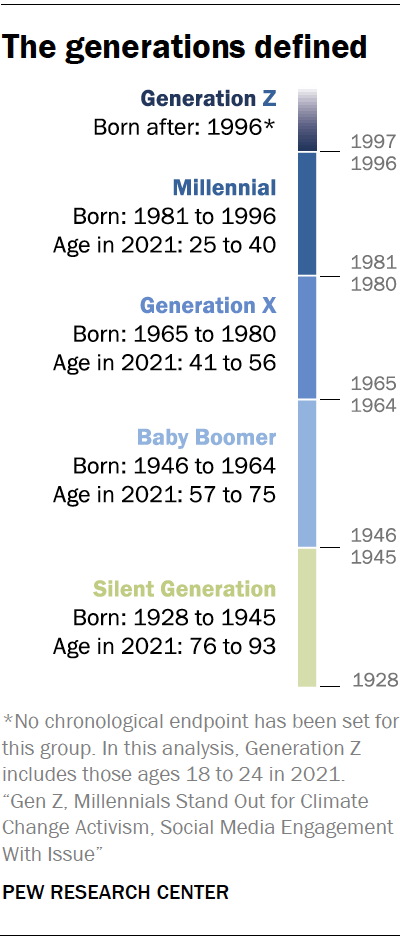 The generations defined
Generation Z
Born after: 1996*
1997
1996
Millennial
Born: 1981 to 1996
Age in 2021: 25 to 40
1981
1980
Generation X
Born: 1965 to 1980
Age in 2021: 41 to 56
1965
1964
Baby Boomer
Born: 1946 to 1964
Age in 2021: 57 to 75
1946
1945
Silent Generation
Born: 1928 to 1945
Age in 2021: 76 to 93
1928
*No chronological endpoint has been set for
this group. In this analysis, Generation Z
includes those ages 18 to 24 in 2021.
“Gen Z, Millennials Stand Out for Climate
Change Activism, Social Media Engagement
With Issue”
PEW RESEARCH CENTER